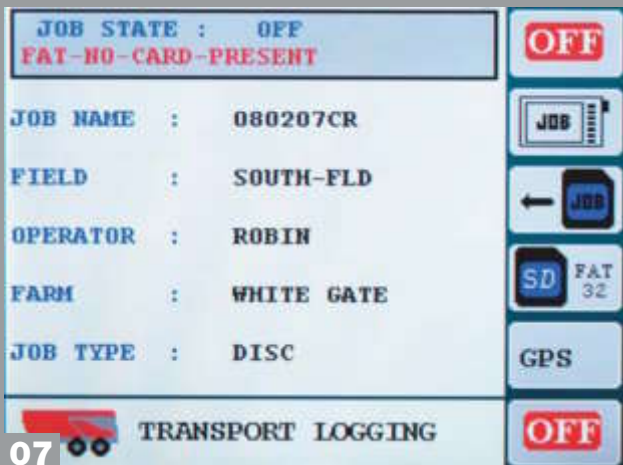 JOB STATE : OFF
FAT-NO-CARD-PRESENT
OFF
JOB NAME : 080207CR
JOB
FIELD : SOUTH-FLD
JOB
OPERATOR : ROBIN
SD FAT 32
FARM : WHITE GATE
JOB TYPE : DISC
GPS
TRANSPORT LOGGING
OFF
07